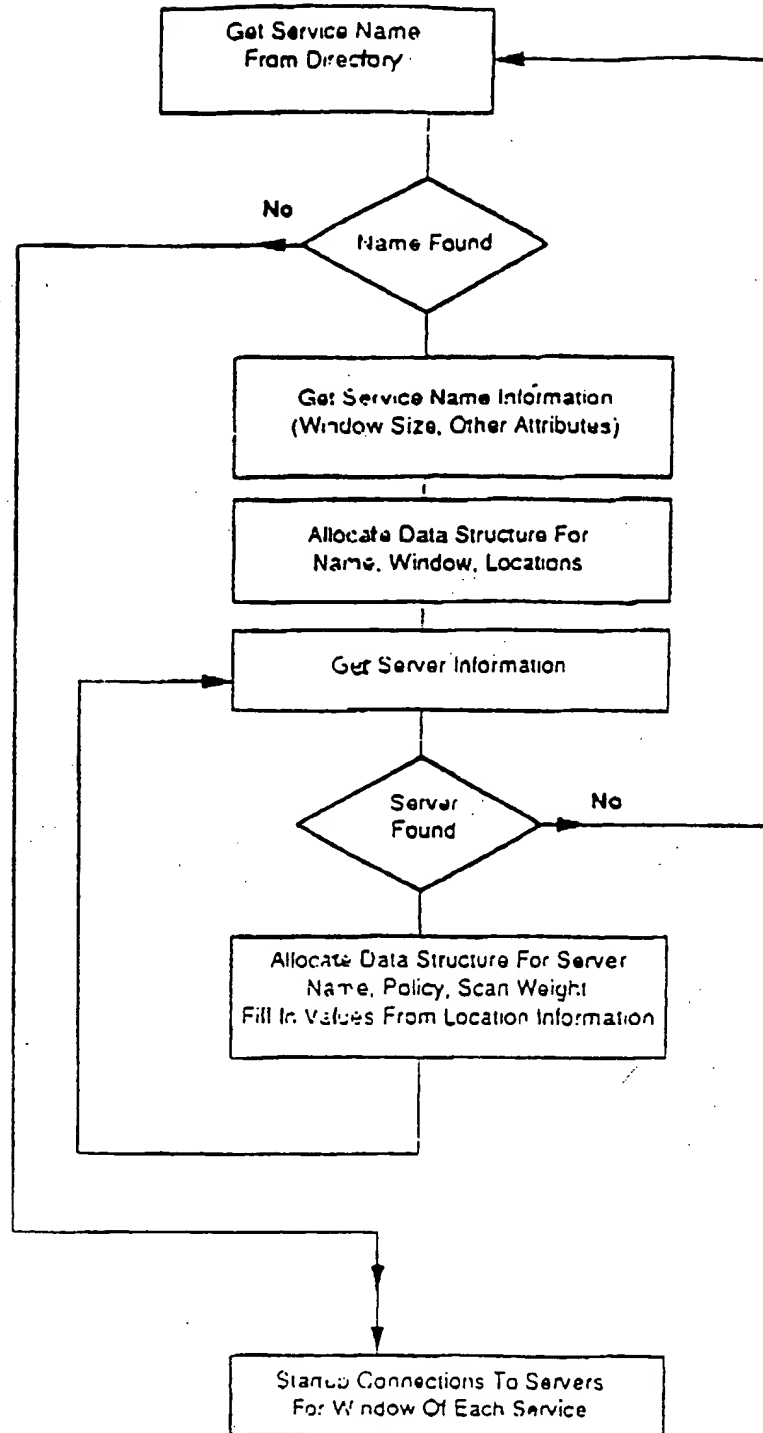 Get Service Name
From Directory
No
Name Found
Get Service Name Information
(Window Size, Other Attributes)
Allocate Data Structure For
Name, Window, Locations
Get Server Information
Server
Found
No
Allocate Data Structure For Server
Name, Policy, Scan Weight
Fill In Values From Location Information
Startup Connections To Servers
For Window Of Each Service